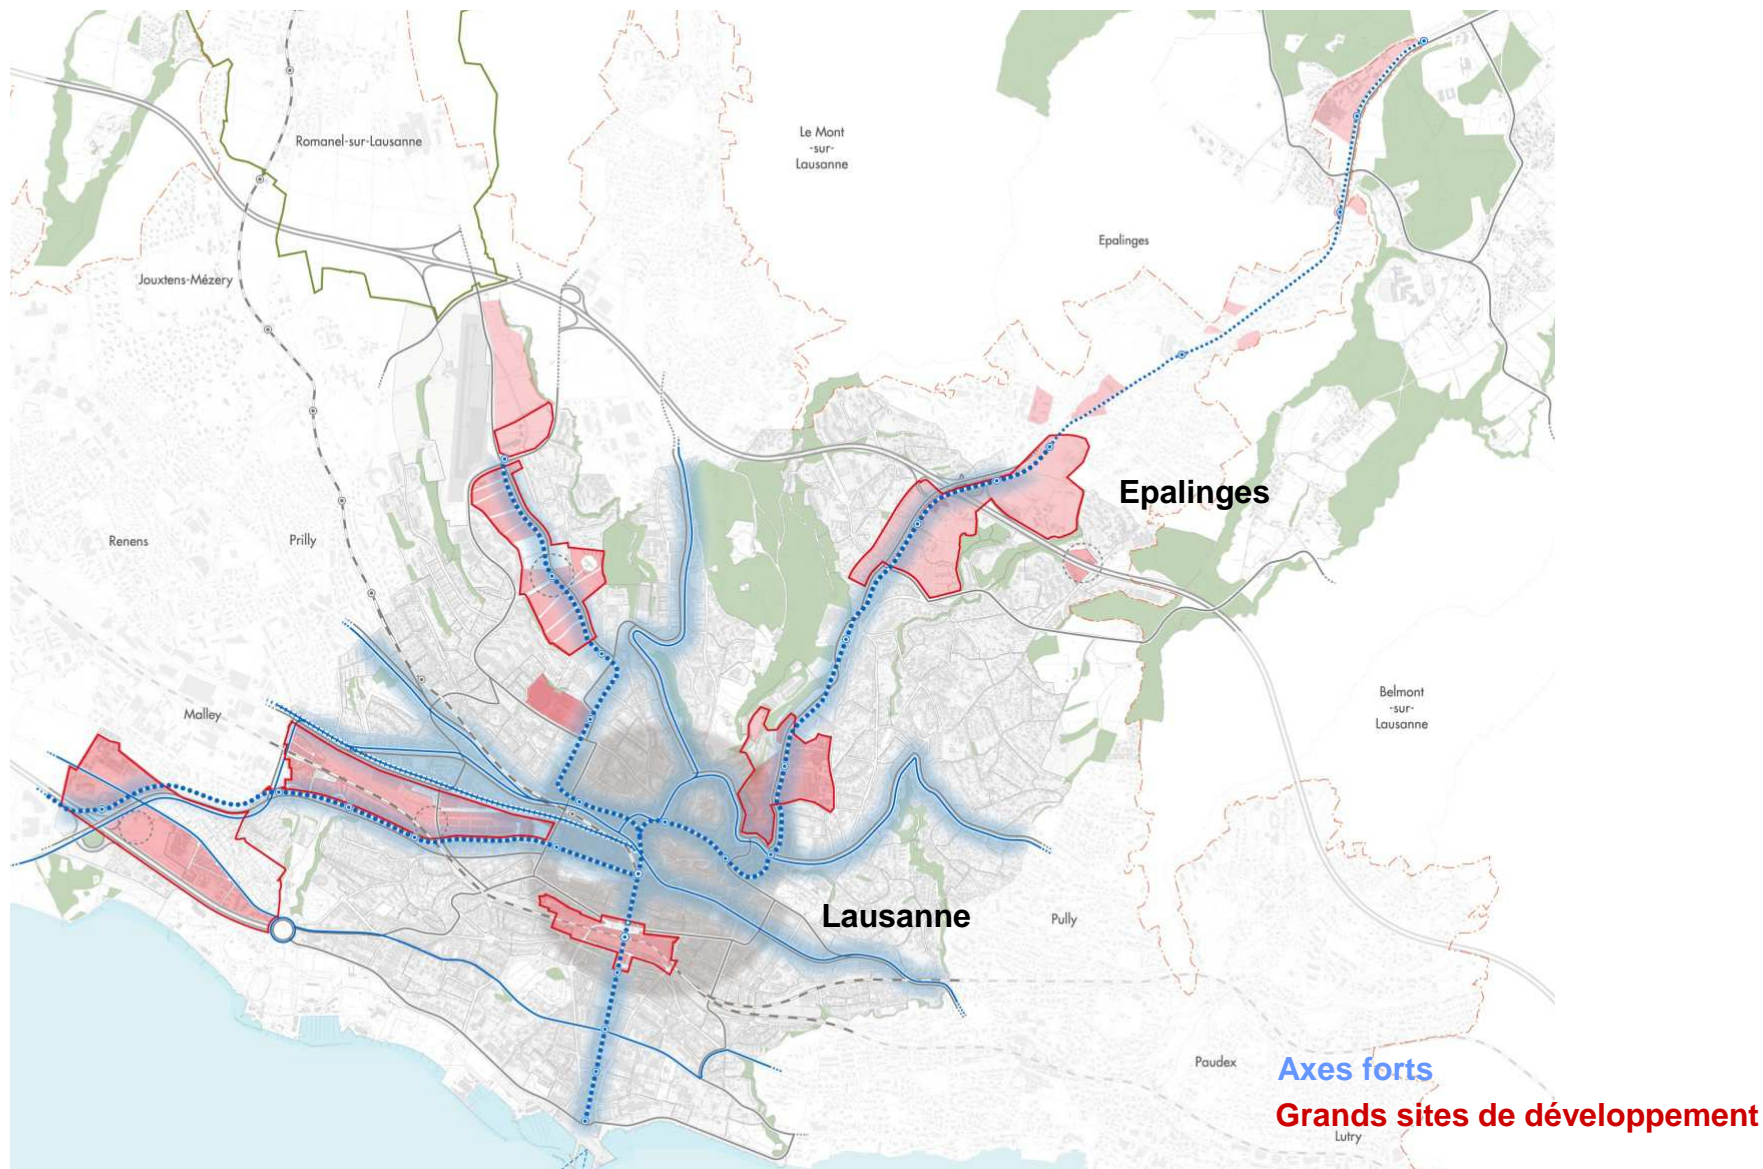 Le Mont
-sur-
Lausanne
Romanel-sur-Lausanne
Epalinges
Jouxtens-Mézery
Epalinges
Renens
Prilly
Belmont
-sur-
Lausanne
Malley
Lausanne
Pully
Paudex
Axes forts
Grands sites de développement
Lutry